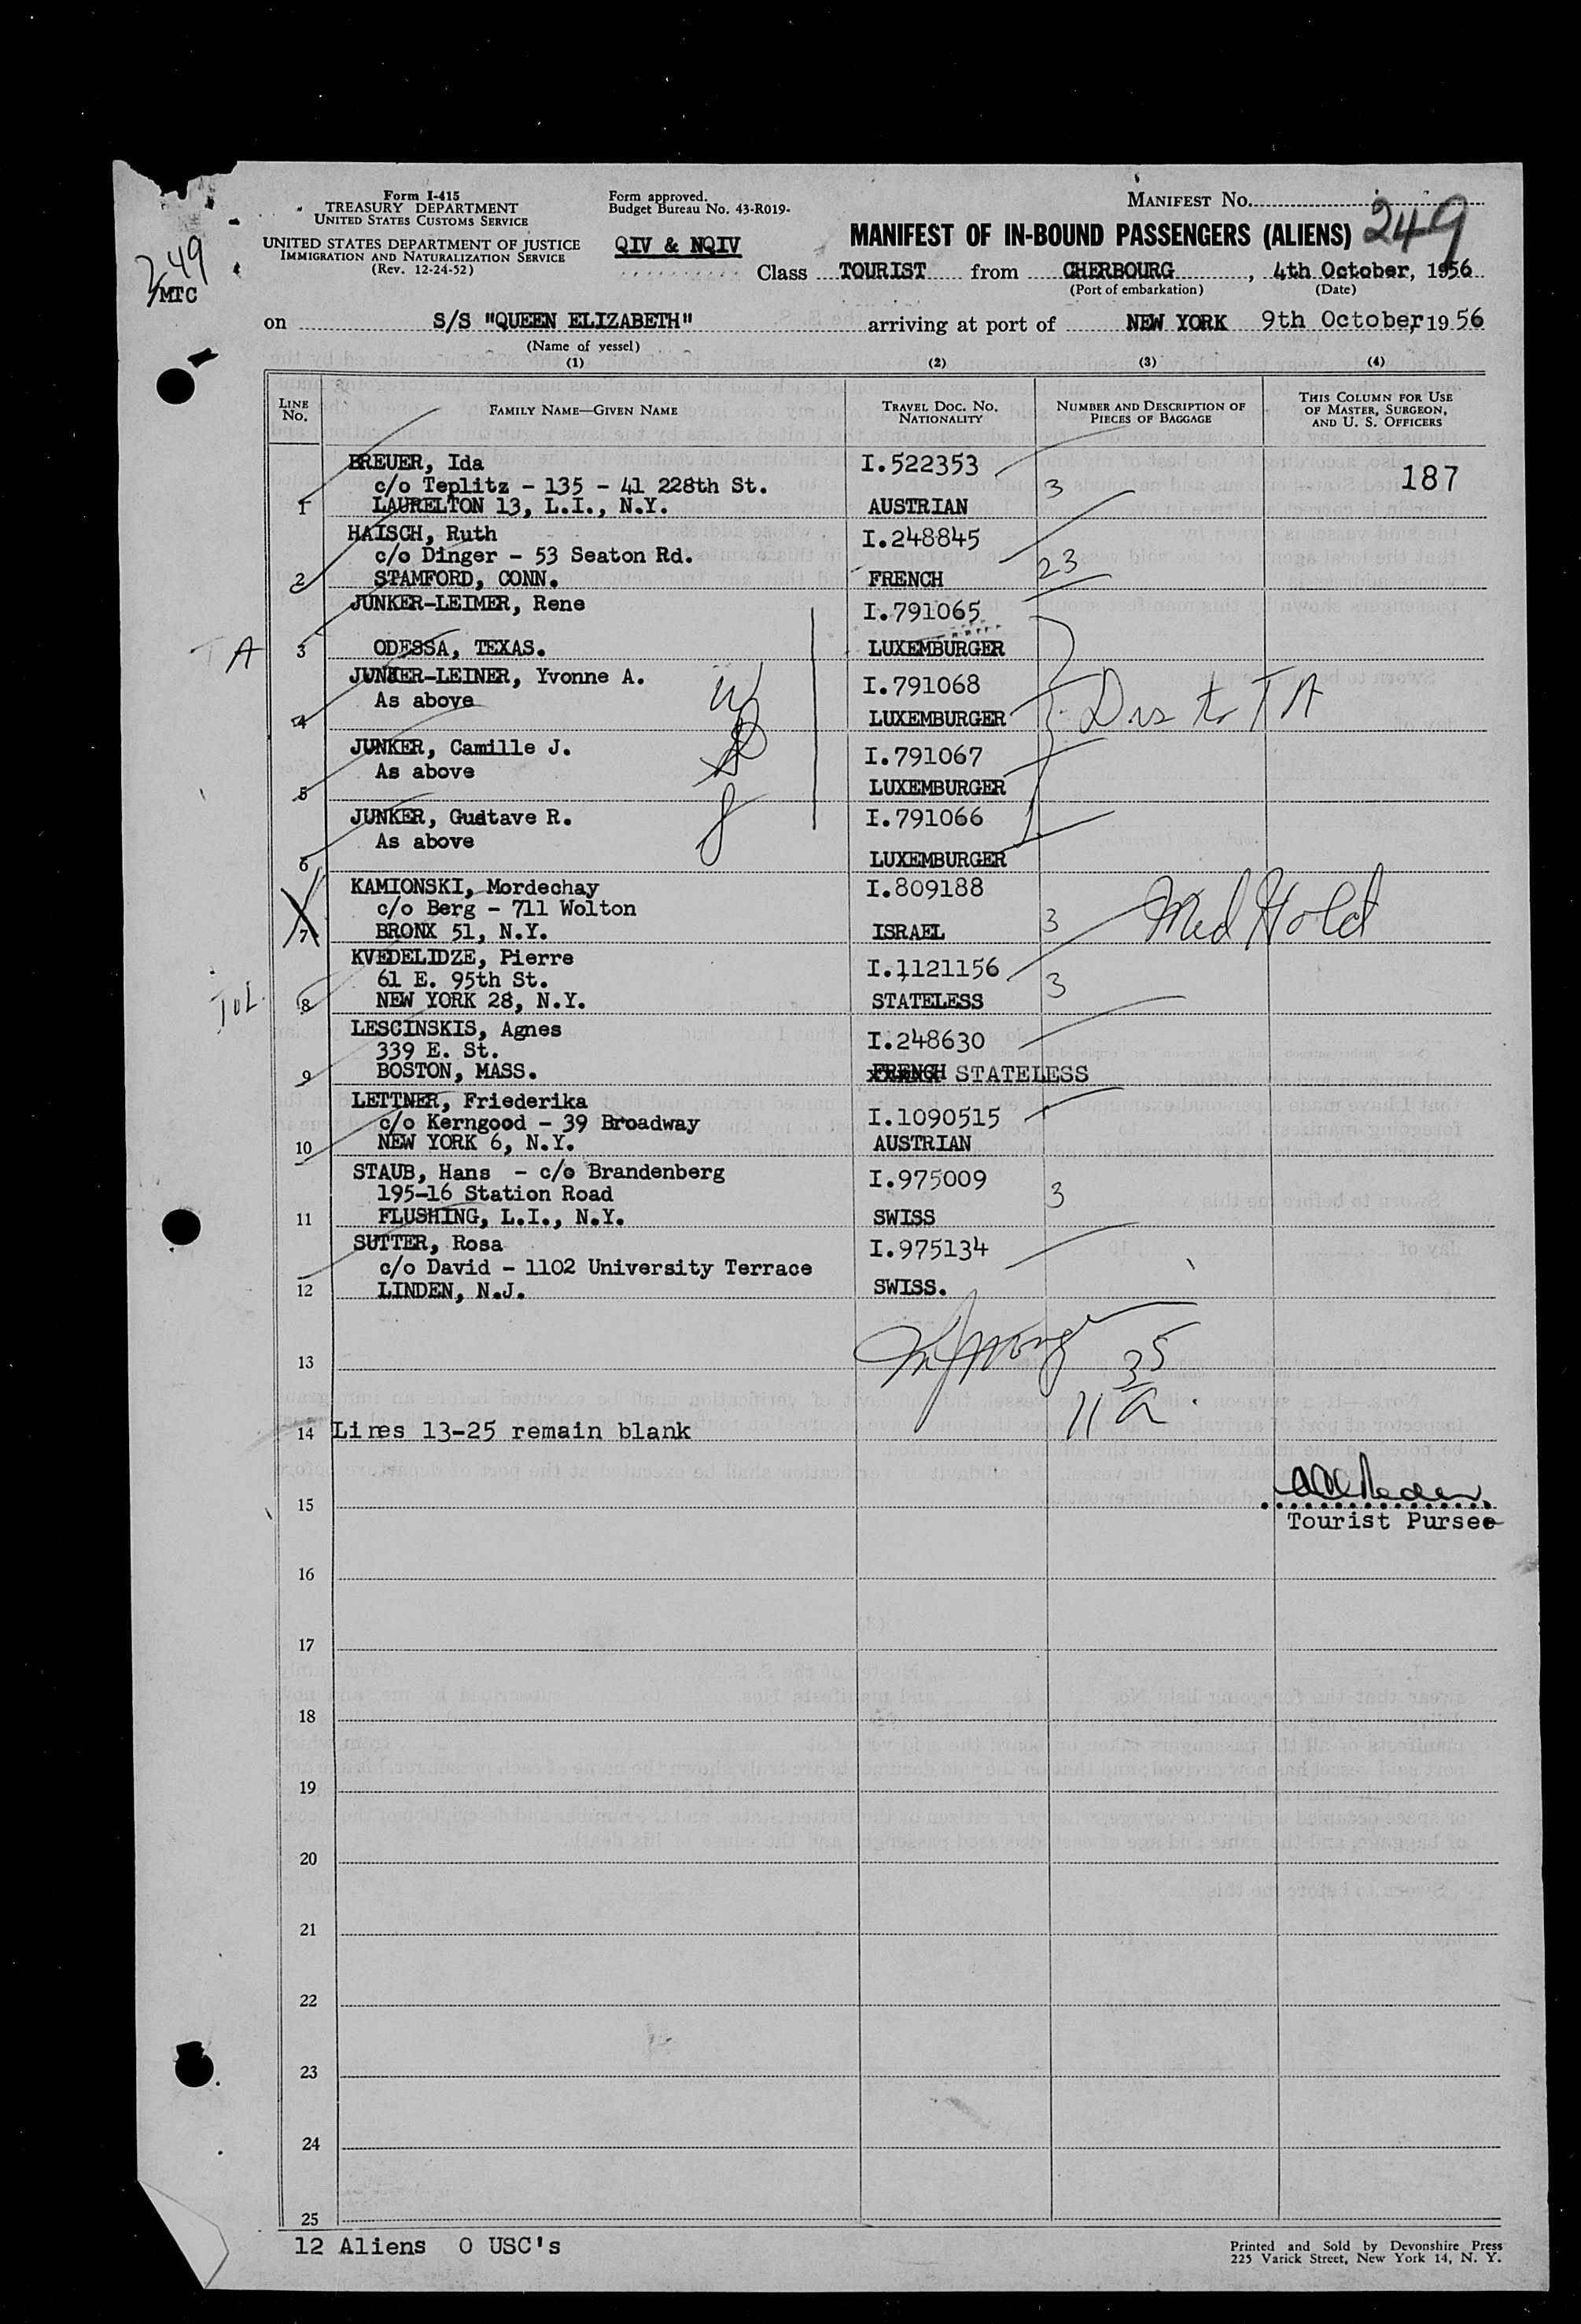 Form I-415
TREASURY DEPARTMENT
UNITED STATES CUSTOMS SERVICE
UNITED STATES DEPARTMENT OF JUSTICE
IMMIGRATION AND NATURALIZATION SERVICE
(Rev. 12-24-52)
Form approved.
Budget Bureau No. 43-R019-
QIV & NQIV
MANIFEST NO.
249
249
MTC
MANIFEST OF IN-BOUND PASSENGERS (ALIENS)
Class TOURIST from CHERBOURG, 4th October, 1956
(Port of embarkation) (Date)
on S/S "QUEEN ELIZABETH" arriving at port of NEW YORK 9th October, 1956
(Name of vessel)
(1) (2) (3) (4)
LINE No. FAMILY NAME—GIVEN NAME TRAVEL DOC. NO. NATIONALITY NUMBER AND DESCRIPTION OF PIECES OF BAGGAGE THIS COLUMN FOR USE OF MASTER, SURGEON, AND U. S. OFFICERS
BREUER, Ida I.522353 187
c/o Teplitz - 135 - 41 228th St. 3
1 LAURELTON 13, L.I., N.Y. AUSTRIAN
HAISCH, Ruth I.248845
c/o Dinger - 53 Seaton Rd. 23
2 STAMFORD, CONN. FRENCH
JUNKER-LEIMER, Rene I.791065
TA 3 ODESSA, TEXAS. LUXEMBURGER
JUNKER-LEINER, Yvonne A. I.791068
As above
4 LUXEMBURGER TA
JUNKER, Camille J. I.791067
As above
5 LUXEMBURGER
JUNKER, Gustave R. I.791066
As above
6 LUXEMBURGER
KAMIONSKI, Mordechay I.809188
c/o Berg - 711 Wolton 3 Med Hold
7 BRONX 51, N.Y. ISRAEL
KVEDELIDZE, Pierre I.1121156
61 E. 95th St. 3
8 NEW YORK 28, N.Y. STATELESS
LESCINSKIS, Agnes I.248630
339 E. St.
9 BOSTON, MASS. FRENCH STATELESS
LETTNER, Friederika I.1090515
c/o Kerngood - 39 Broadway
10 NEW YORK 6, N.Y. AUSTRIAN
STAUB, Hans - c/o Brandenberg I.975009
195-16 Station Road 3
11 FLUSHING, L.I., N.Y. SWISS
SUTTER, Rosa I.975134
c/o David - 1102 University Terrace
12 LINDEN, N.J. SWISS.
13
14 Lines 13-25 remain blank
15
Tourist Purser
16
17
18
19
20
21
22
23
24
25
12 Aliens 0 USC's
Printed and Sold by Devonshire Press
225 Varick Street, New York 14, N. Y.